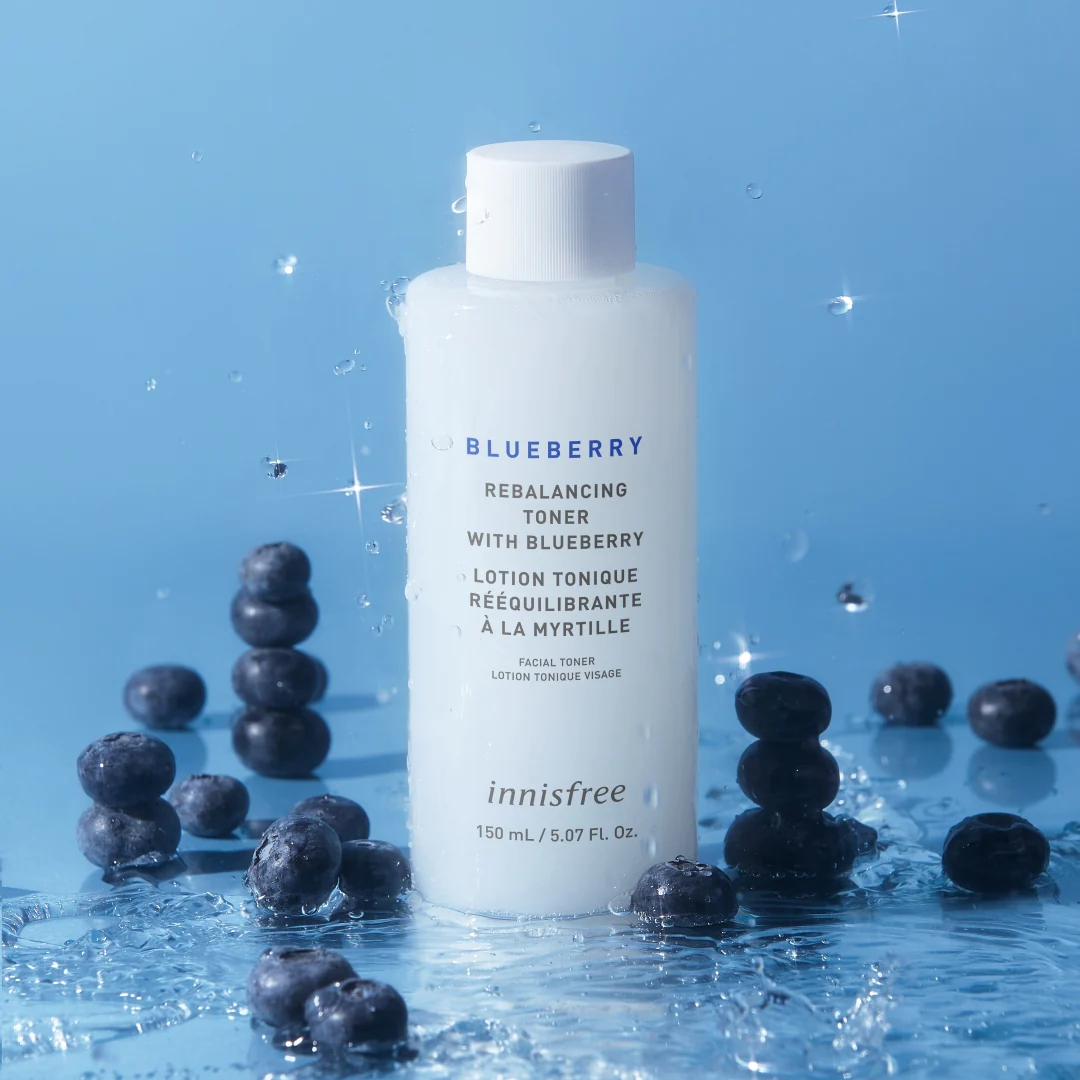 BLUEBERRY
REBALANCING
TONER
WITH BLUEBERRY
LOTION TONIQUE
RÉÉQUILIBRANTE
À LA MYRTILLE
FACIAL TONER
LOTION TONIQUE VISAGE
innisfree
150 mL / 5.07 Fl. Oz.